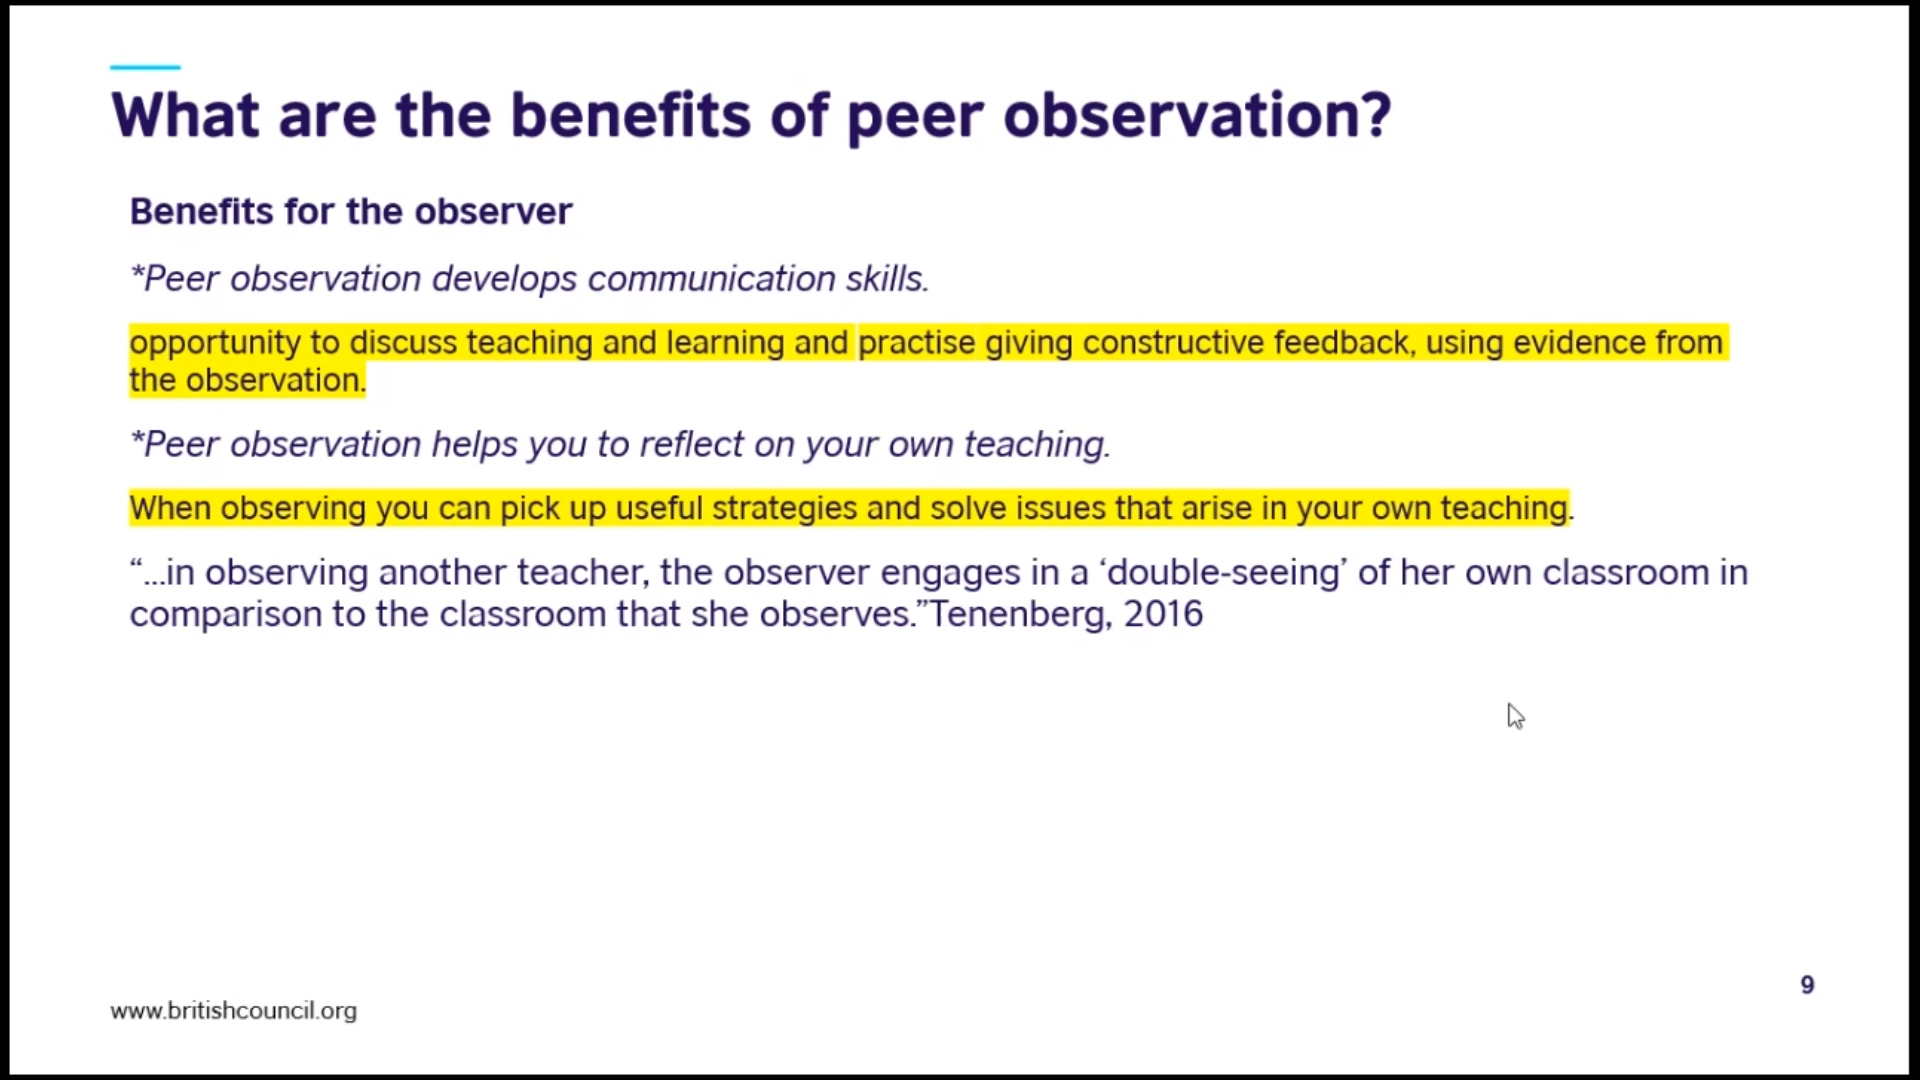 What are the benefits of peer observation?
Benefits for the observer
*Peer observation develops communication skills.
opportunity to discuss teaching and learning and practise giving constructive feedback, using evidence from
the observation.
*Peer observation helps you to reflect on your own teaching.
When observing you can pick up useful strategies and solve issues that arise in your own teaching.
“...in observing another teacher, the observer engages in a ‘double-seeing’ of her own classroom in
comparison to the classroom that she observes.”Tenenberg, 2016
9
www.britishcouncil.org